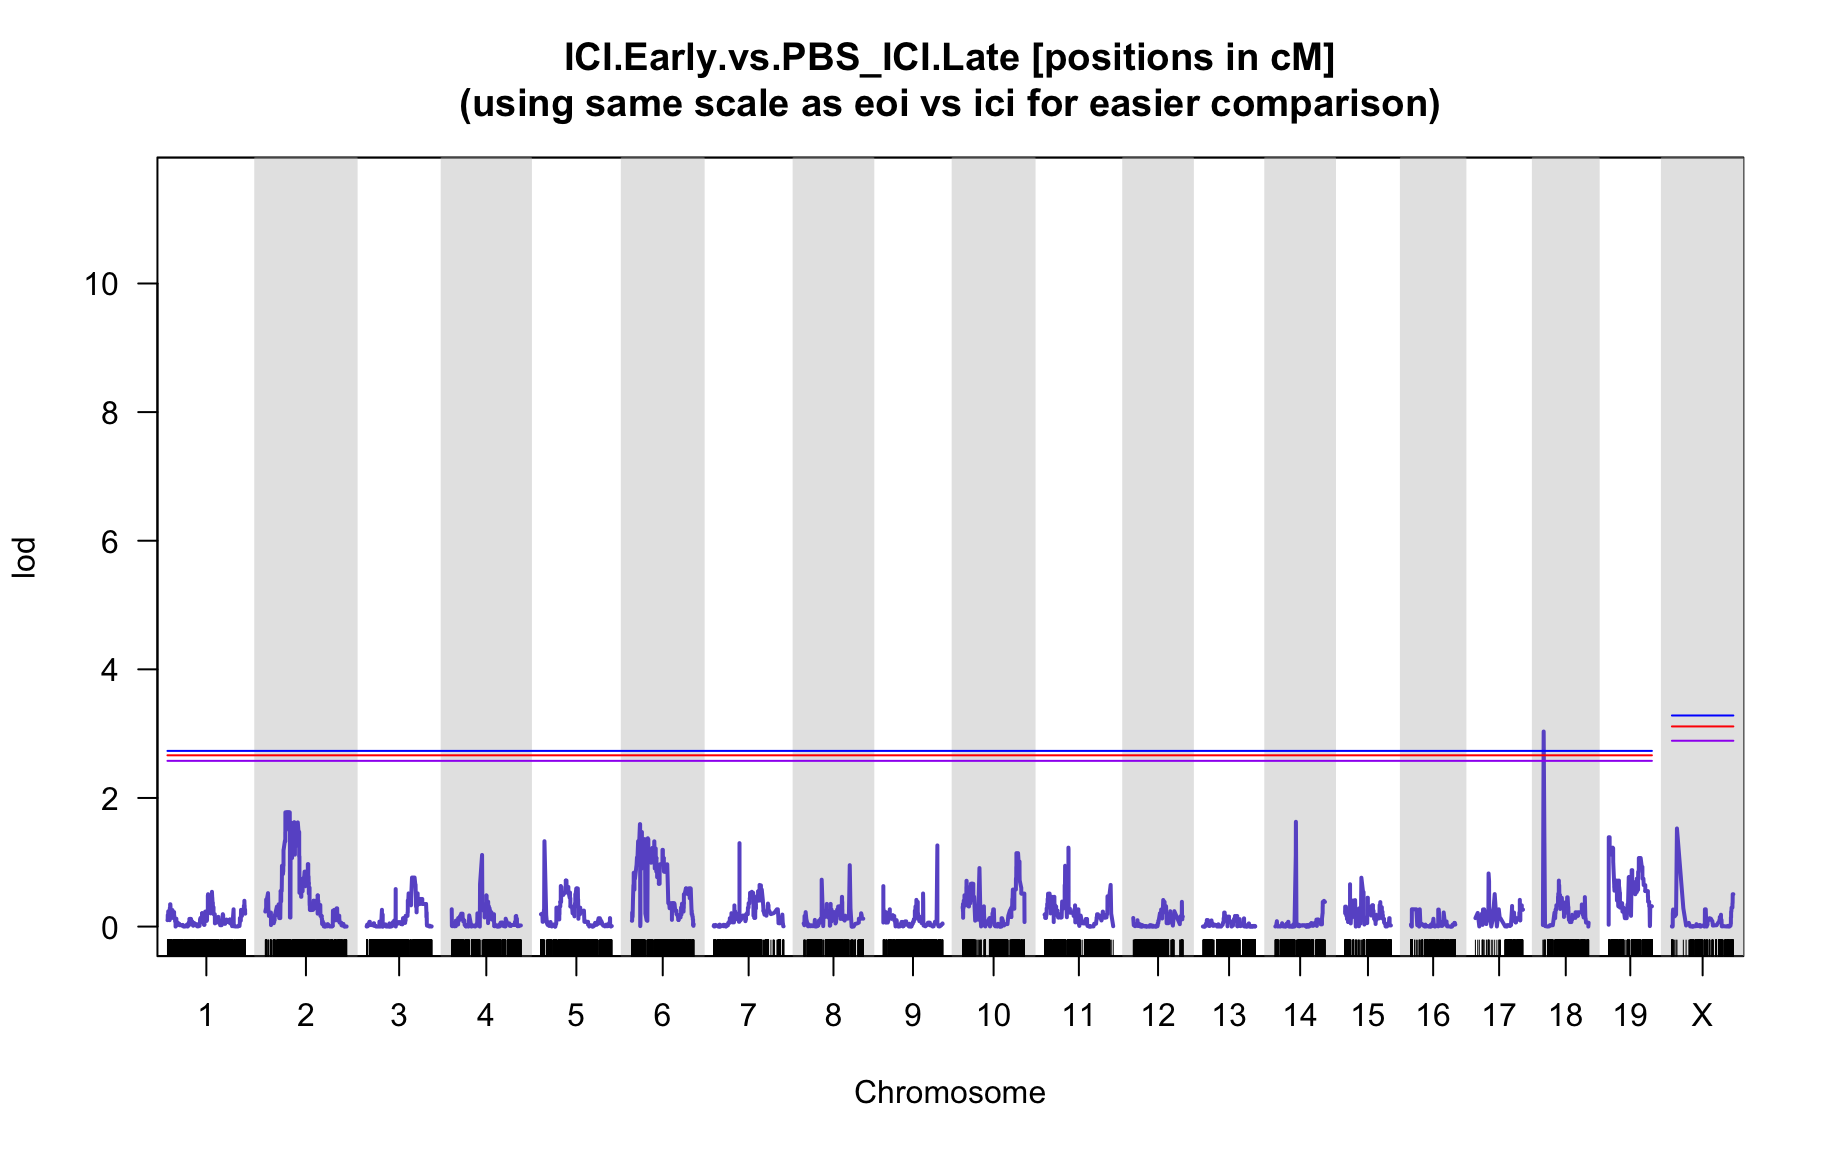 ICI.Early.vs.PBS_ICI.Late [positions in cM]
(using same scale as eoi vs ici for easier comparison)
10
8
6
4
2
0
lod
1 2 3 4 5 6 7 8 9 10 11 12 13 14 15 16 17 18 19 X
Chromosome